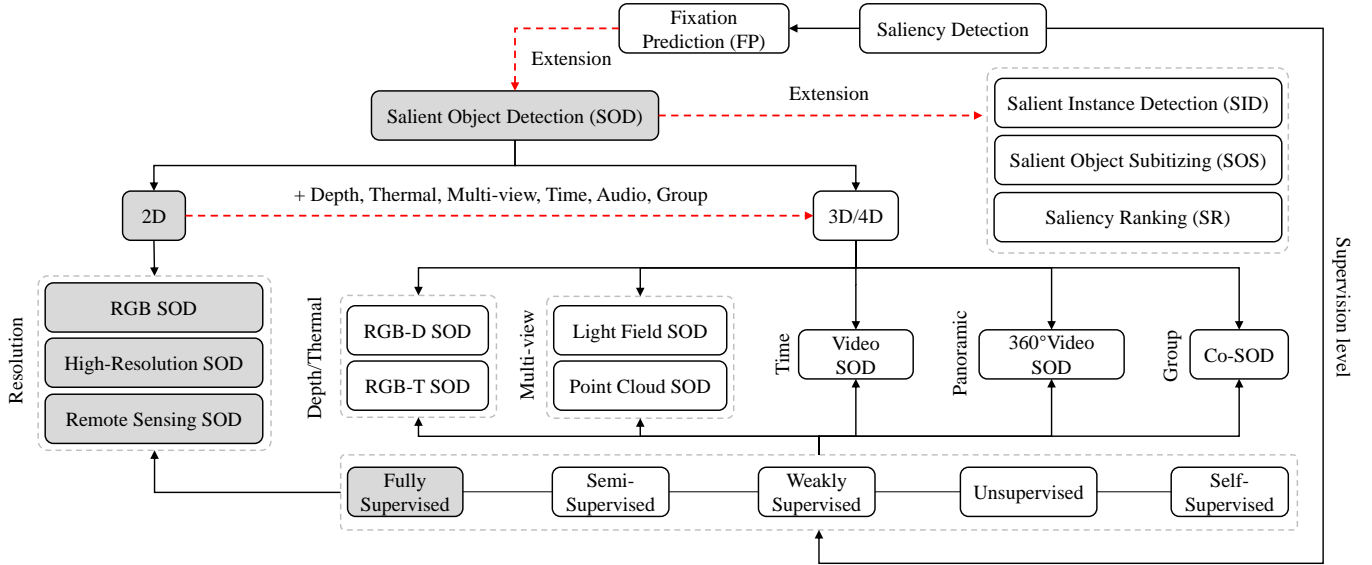 Fixation
Prediction (FP)
Saliency Detection
Extension
Salient Object Detection (SOD)
Extension
Salient Instance Detection (SID)
Salient Object Subitizing (SOS)
Saliency Ranking (SR)
2D
+ Depth, Thermal, Multi-view, Time, Audio, Group
3D/4D
Supervision level
Resolution
RGB SOD
High-Resolution SOD
Remote Sensing SOD
Depth/Thermal
RGB-D SOD
RGB-T SOD
Multi-view
Light Field SOD
Point Cloud SOD
Time
Video
SOD
Panoramic
360°Video
SOD
Group
Co-SOD
Fully
Supervised
Semi-
Supervised
Weakly
Supervised
Unsupervised
Self-
Supervised